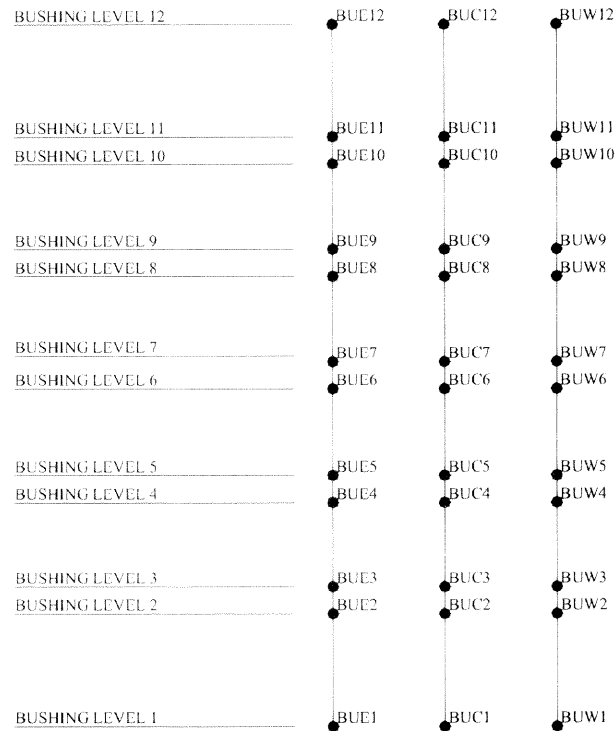 BUSHING LEVEL 12 BUE12 BUC12 BUW12
BUSHING LEVEL 11 BUE11 BUC11 BUW11
BUSHING LEVEL 10 BUE10 BUC10 BUW10
BUSHING LEVEL 9 BUE9 BUC9 BUW9
BUSHING LEVEL 8 BUE8 BUC8 BUW8
BUSHING LEVEL 7 BUE7 BUC7 BUW7
BUSHING LEVEL 6 BUE6 BUC6 BUW6
BUSHING LEVEL 5 BUE5 BUC5 BUW5
BUSHING LEVEL 4 BUE4 BUC4 BUW4
BUSHING LEVEL 3 BUE3 BUC3 BUW3
BUSHING LEVEL 2 BUE2 BUC2 BUW2
BUSHING LEVEL 1 BUE1 BUC1 BUW1